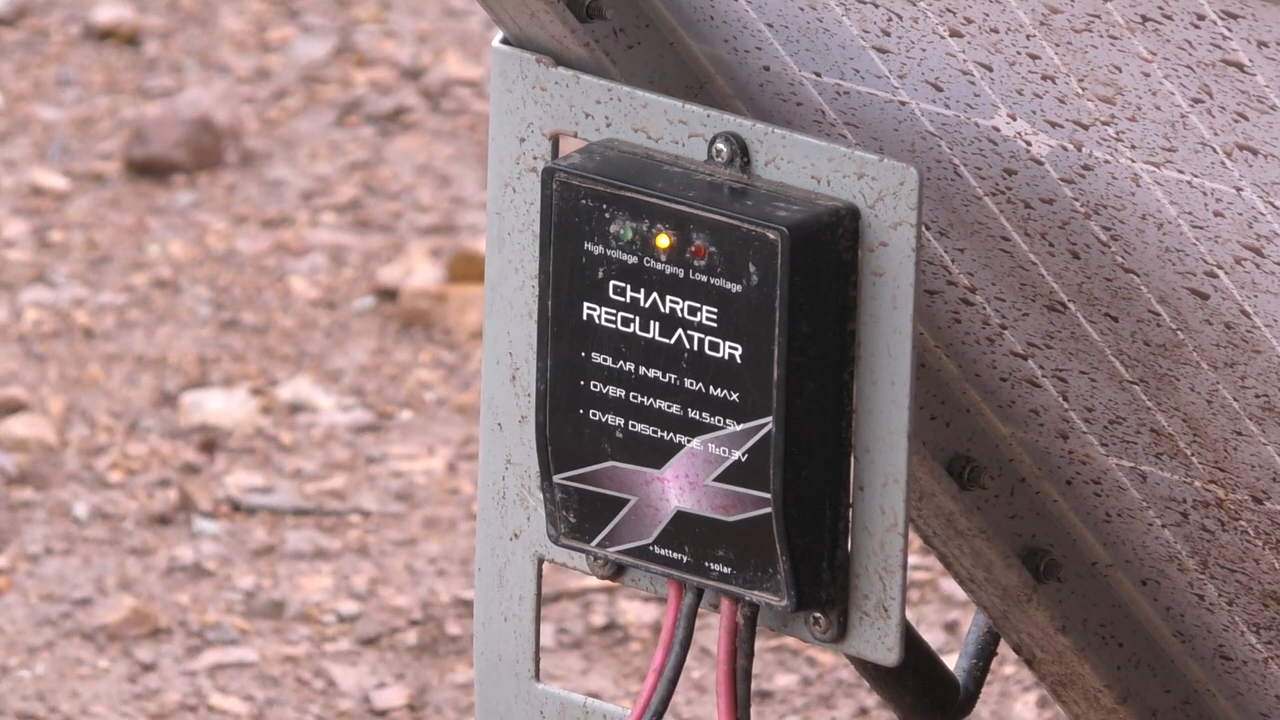 High voltage Charging Low voltage
CHARGE
REGULATOR
• SOLAR INPUT: 10A MAX
• OVER CHARGE: 14.5±0.5V
• OVER DISCHARGE: 11±0.3V
+battery- +solar-